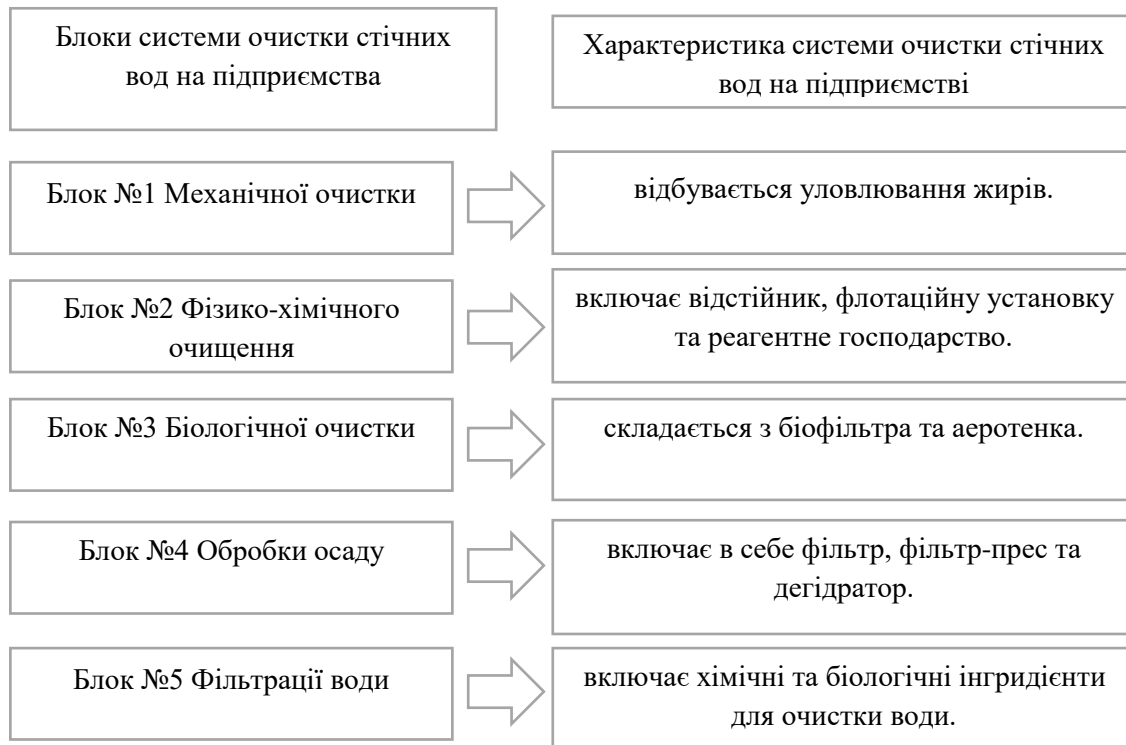 Блоки системи очистки стічних
вод на підприємства
Характеристика системи очистки стічних
вод на підприємстві
Блок №1 Механічної очистки
відбувається уловлювання жирів.
Блок №2 Фізико-хімічного
очищення
включає відстійник, флотаційну установку
та реагентне господарство.
Блок №3 Біологічної очистки
складається з біофільтра та аеротенка.
Блок №4 Обробки осаду
включає в себе фільтр, фільтр-прес та
дегідратор.
Блок №5 Фільтрації води
включає хімічні та біологічні інгридієнти
для очистки води.